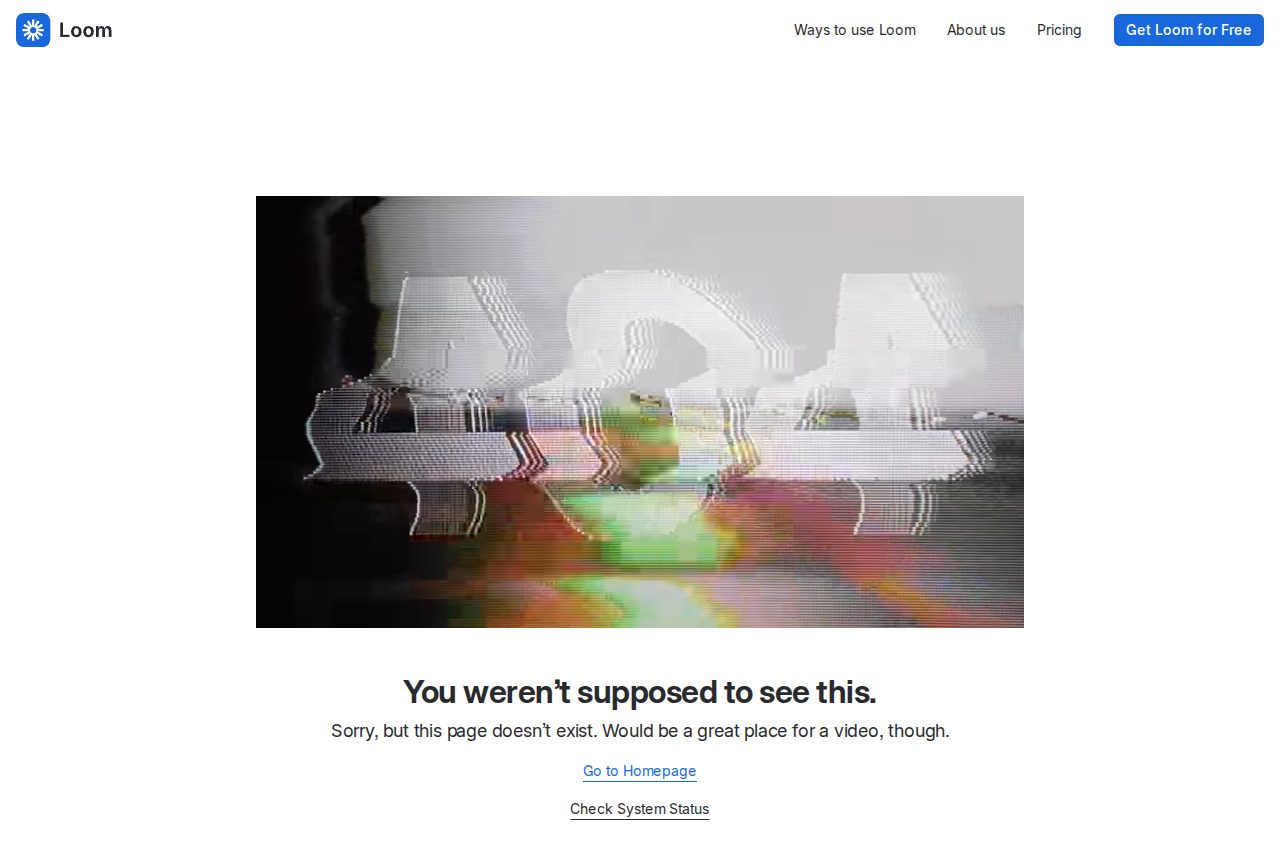 Loom
Ways to use Loom
About us
Pricing
Get Loom for Free
404
You weren’t supposed to see this.
Sorry, but this page doesn’t exist. Would be a great place for a video, though.
Go to Homepage
Check System Status